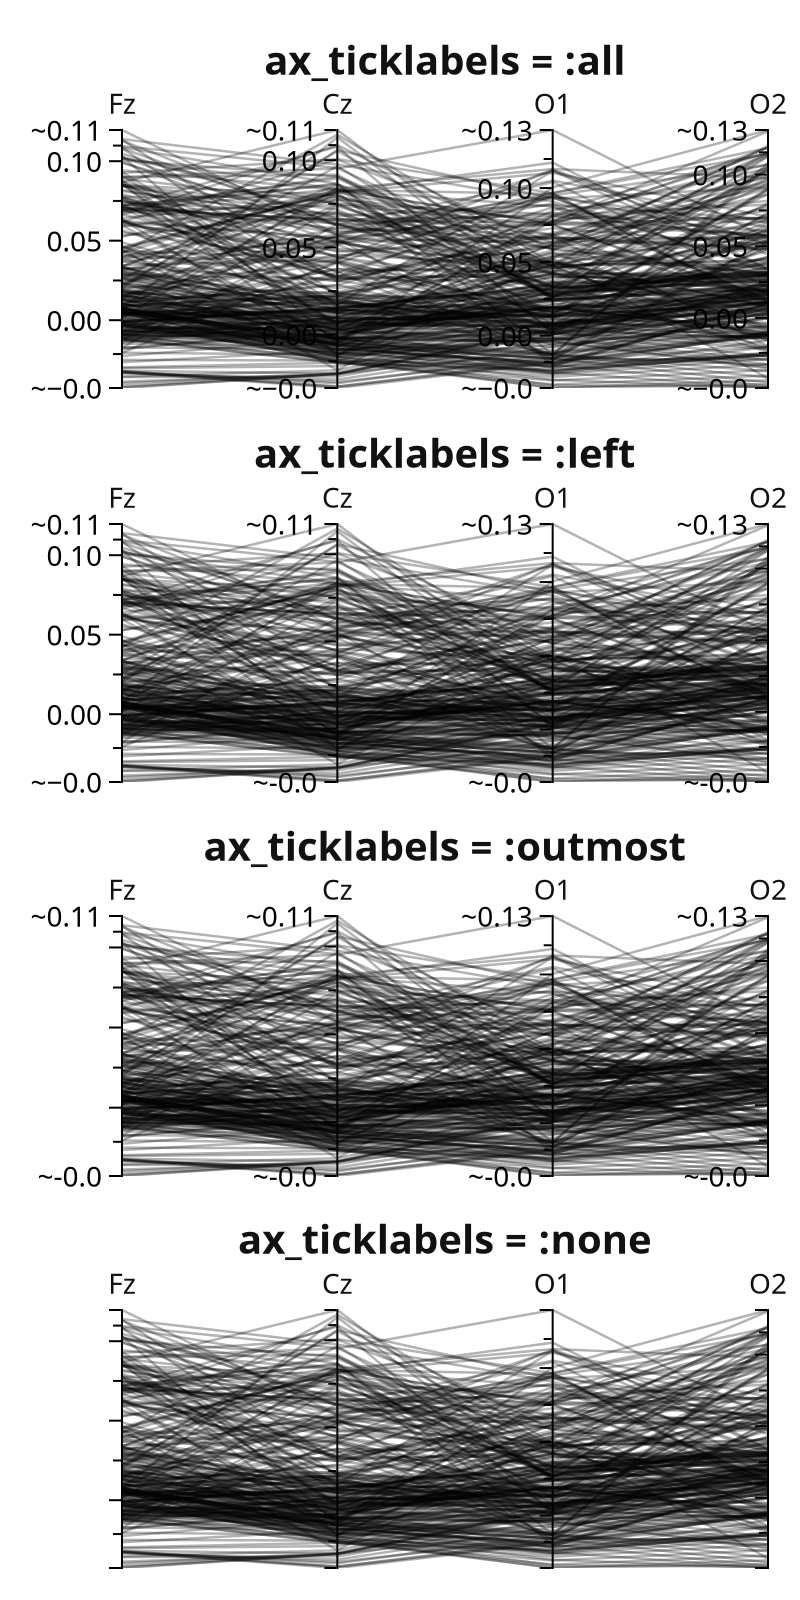 ax_ticklabels = :all
Fz Cz O1 O2
~0.11 ~0.11 ~0.13 ~0.13
0.10 0.10 0.10 0.10
0.05 0.05 0.05 0.05
0.00 0.00 0.00 0.00
~−0.0 ~−0.0 ~−0.0 ~−0.0
ax_ticklabels = :left
Fz Cz O1 O2
~0.11 ~0.11 ~0.13 ~0.13
0.10
0.05
0.00
~−0.0 ~-0.0 ~-0.0 ~-0.0
ax_ticklabels = :outmost
Fz Cz O1 O2
~0.11 ~0.11 ~0.13 ~0.13
~-0.0 ~-0.0 ~-0.0 ~-0.0
ax_ticklabels = :none
Fz Cz O1 O2